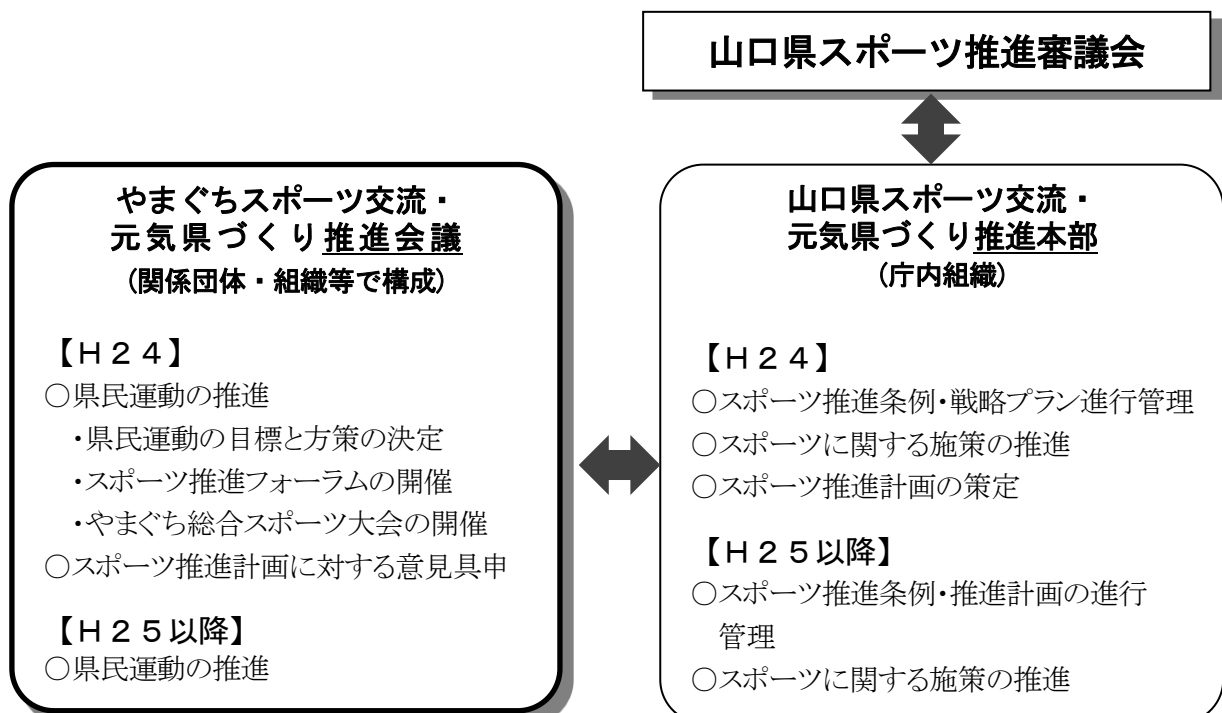 山口県スポーツ推進審議会
やまぐちスポーツ交流・
元気県づくり推進会議
(関係団体・組織等で構成)
【Ｈ２４】
○県民運動の推進
・県民運動の目標と方策の決定
・スポーツ推進フォーラムの開催
・やまぐち総合スポーツ大会の開催
○スポーツ推進計画に対する意見具申
【Ｈ２５以降】
○県民運動の推進
山口県スポーツ交流・
元気県づくり推進本部
(庁内組織)
【Ｈ２４】
○スポーツ推進条例・戦略プラン進行管理
○スポーツに関する施策の推進
○スポーツ推進計画の策定
【Ｈ２５以降】
○スポーツ推進条例・推進計画の進行
管理
○スポーツに関する施策の推進